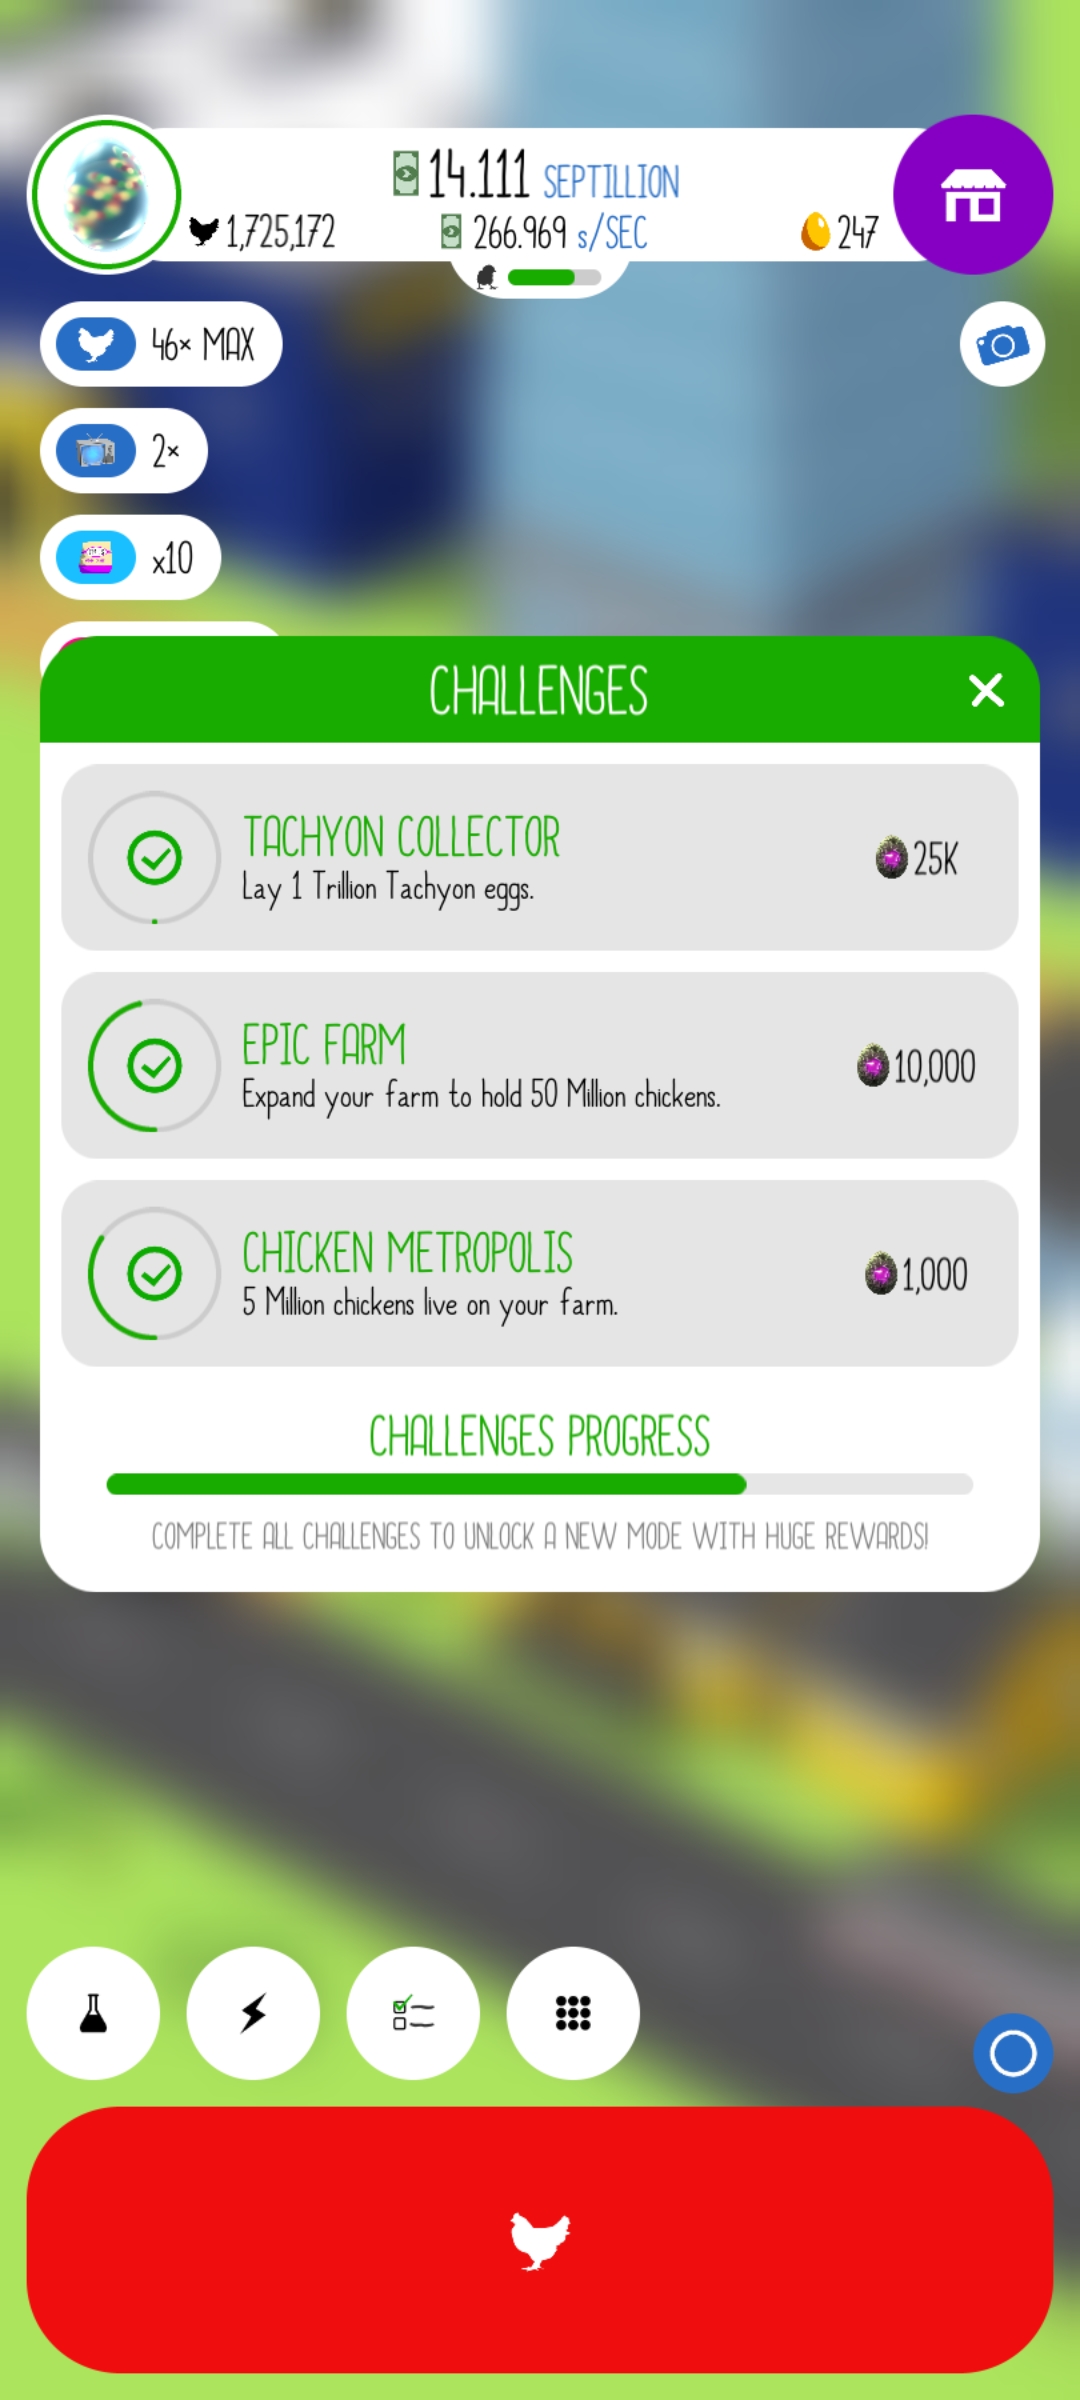 14.111 SEPTILLION
1,725,172
266.969 s/SEC
247
46× MAX
2×
x10
CHALLENGES
TACHYON COLLECTOR
Lay 1 Trillion Tachyon eggs.
25K
EPIC FARM
Expand your farm to hold 50 Million chickens.
10,000
CHICKEN METROPOLIS
5 Million chickens live on your farm.
1,000
CHALLENGES PROGRESS
COMPLETE ALL CHALLENGES TO UNLOCK A NEW MODE WITH HUGE REWARDS!